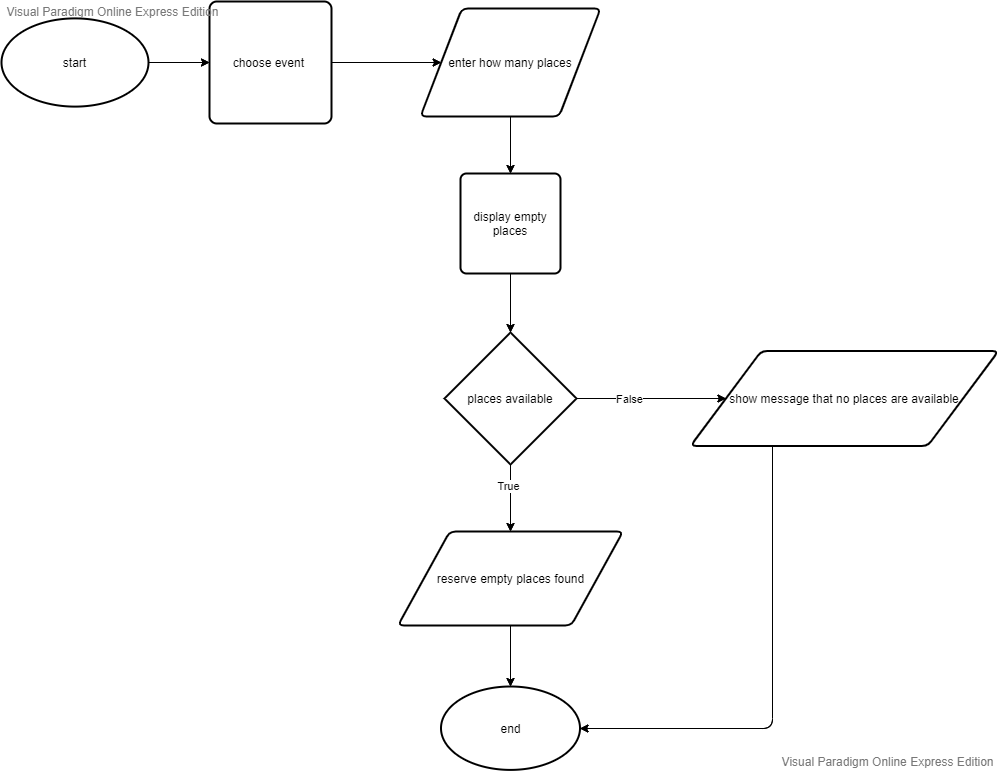 Visual Paradigm Online Express Edition
start
choose event
enter how many places
display empty
places
places available
False
show message that no places are available
True
reserve empty places found
end
Visual Paradigm Online Express Edition